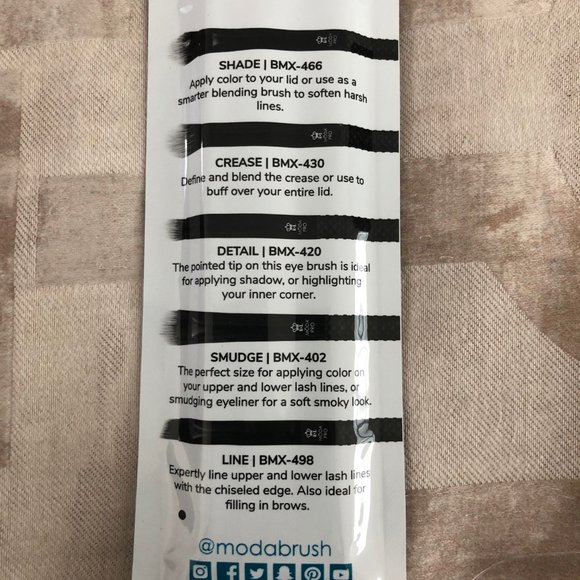 SHADE | BMX-466
Apply color to your lid or use as a
smarter blending brush to soften harsh
lines.
CREASE | BMX-430
Define and blend the crease or use to
buff over your entire lid.
DETAIL | BMX-420
The pointed tip on this eye brush is ideal
for applying shadow, or highlighting
your inner corner.
MODA
PRO
SMUDGE | BMX-402
The perfect size for applying color on
your upper and lower lash lines, or
smudging eyeliner for a soft smoky look.
MODA
PRO
LINE | BMX-498
Expertly line upper and lower lash lines
with the chiseled edge. Also ideal for
filling in brows.
@modabrush